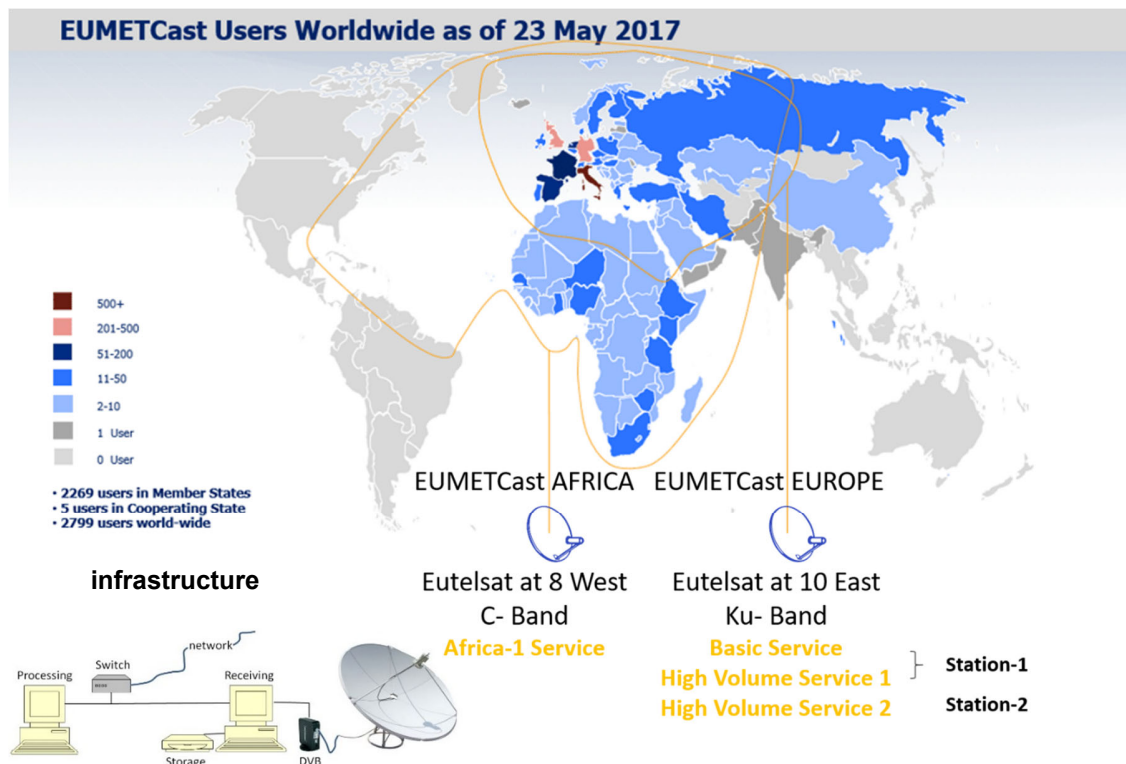 EUMETCast Users Worldwide as of 23 May 2017
500+
201-500
51-200
11-50
2-10
1 User
0 User
• 2269 users in Member States
• 5 users in Cooperating State
• 2799 users world-wide
EUMETCast AFRICA
EUMETCast EUROPE
Eutelsat at 8 West
C- Band
Africa-1 Service
Eutelsat at 10 East
Ku- Band
Basic Service
High Volume Service 1
High Volume Service 2
Station-1
Station-2
infrastructure
network
Switch
Processing
Receiving
Storage
DVB